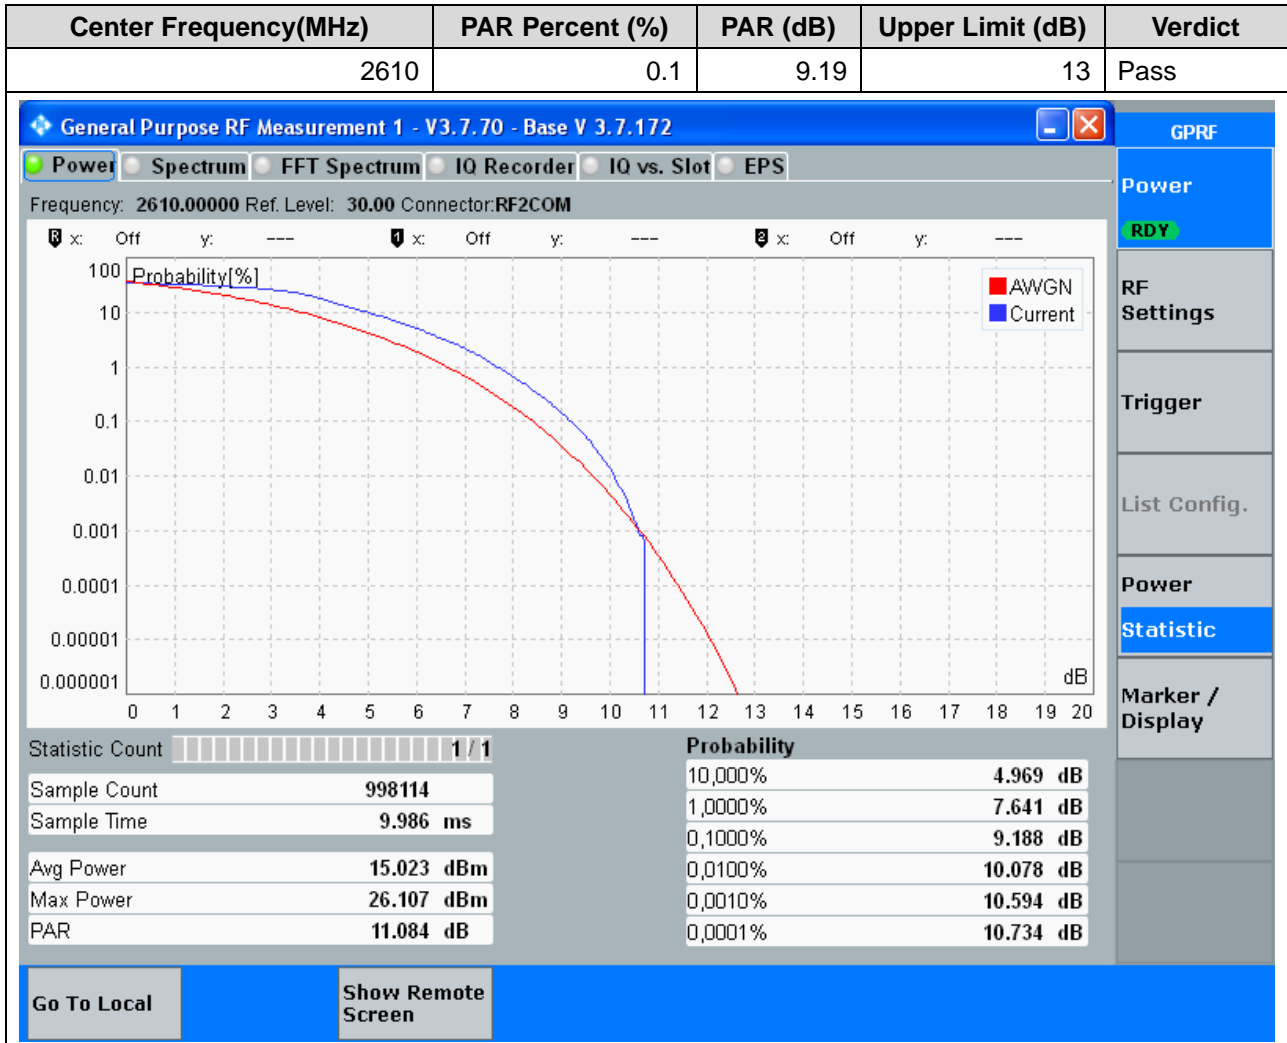 Center Frequency(MHz) PAR Percent (%) PAR (dB) Upper Limit (dB) Verdict
2610 0.1 9.19 13 Pass
General Purpose RF Measurement 1 - V3.7.70 - Base V 3.7.172
GPRF
Power Spectrum FFT Spectrum IQ Recorder IQ vs. Slot EPS
Frequency: 2610.00000 Ref. Level: 30.00 Connector:RF2COM
R x: Off y: --- 1 x: Off y: --- 2 x: Off y: ---
Probability[%]
AWGN
Current
100
10
1
0.1
0.01
0.001
0.0001
0.00001
0.000001
dB
0 1 2 3 4 5 6 7 8 9 10 11 12 13 14 15 16 17 18 19 20
Statistic Count 1 / 1
Sample Count 998114
Sample Time 9.986 ms
Avg Power 15.023 dBm
Max Power 26.107 dBm
PAR 11.084 dB
Probability
10,000% 4.969 dB
1,0000% 7.641 dB
0,1000% 9.188 dB
0,0100% 10.078 dB
0,0010% 10.594 dB
0,0001% 10.734 dB
Power
RDY
RF
Settings
Trigger
List Config.
Power
Statistic
Marker /
Display
Go To Local
Show Remote
Screen